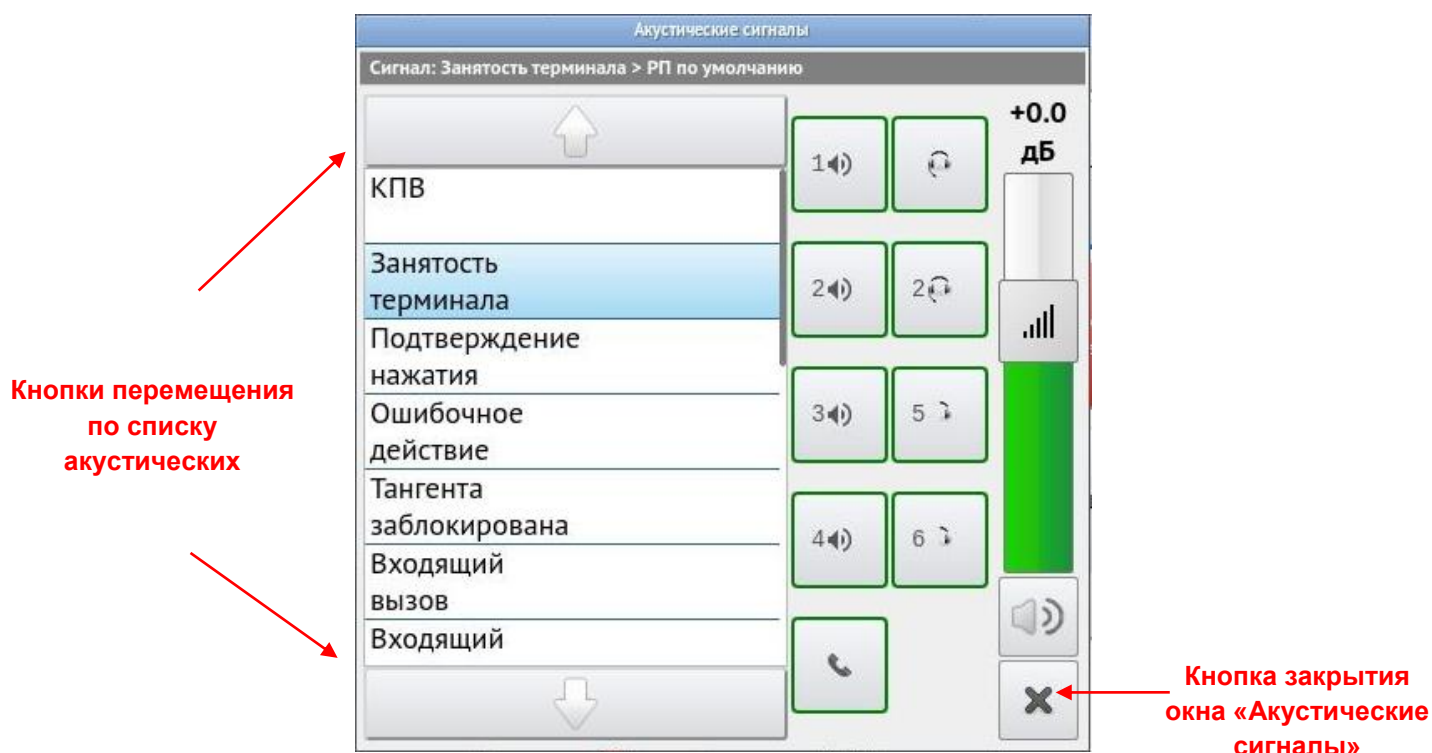 Акустические сигналы
Сигнал: Занятость терминала > РП по умолчанию
+0.0
дБ
КПВ
Занятость
терминала
Подтверждение
нажатия
Ошибочное
действие
Тангента
заблокирована
Входящий
вызов
Входящий
1
2
2
3
5
4
6
Кнопки перемещения
по списку
акустических
Кнопка закрытия
окна «Акустические
сигналы»